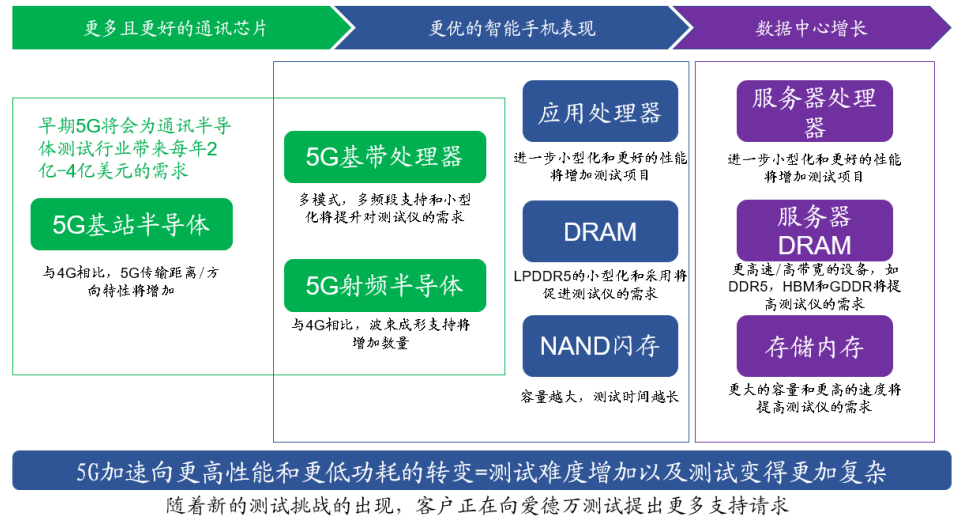 更多且更好的通讯芯片
更优的智能手机表现
数据中心增长
早期5G将会为通讯半导
体测试行业带来每年2
亿-4亿美元的需求
5G基站半导体
与4G相比，5G传输距离/方
向特性将增加
5G基带处理器
多模式，多频段支持和小型
化将提升对测试仪的需求
5G射频半导体
与4G相比，波束成形支持将
增加数量
应用处理器
进一步小型化和更好的性能
将增加测试项目
DRAM
LPDDR5的小型化和采用将
促进测试仪的需求
NAND闪存
容量越大，测试时间越长
服务器处理
器
进一步小型化和更好的性能
将增加测试项目
服务器
DRAM
更高速/高带宽的设备，如
DDR5，HBM和GDDR将提
高测试仪的需求
存储内存
更大的容量和更高的速度将
提高测试仪的需求
5G加速向更高性能和更低功耗的转变=测试难度增加以及测试变得更加复杂
随着新的测试挑战的出现，客户正在向爱德万测试提出更多支持请求